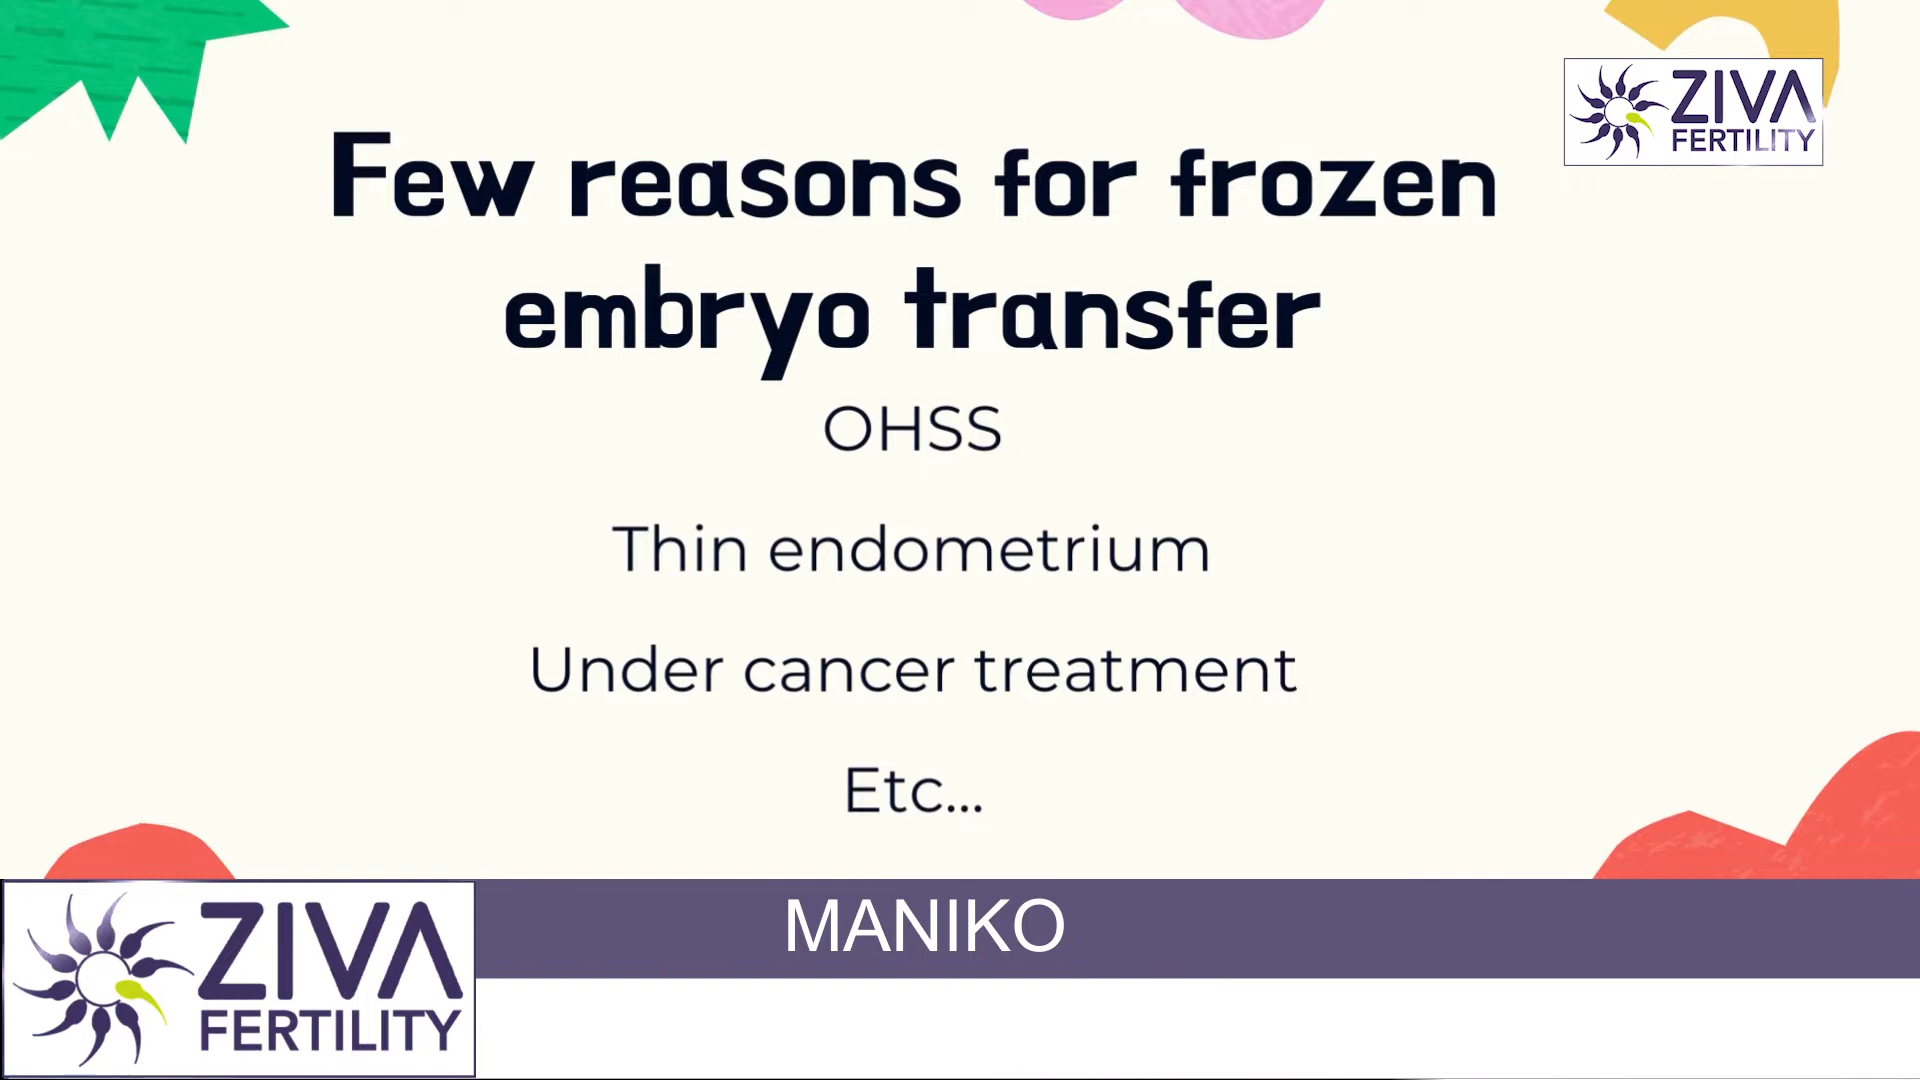 ZIVA
FERTILITY
Few reasons for frozen
embryo transfer
OHSS
Thin endometrium
Under cancer treatment
Etc...
MANIKO
ZIVA
FERTILITY